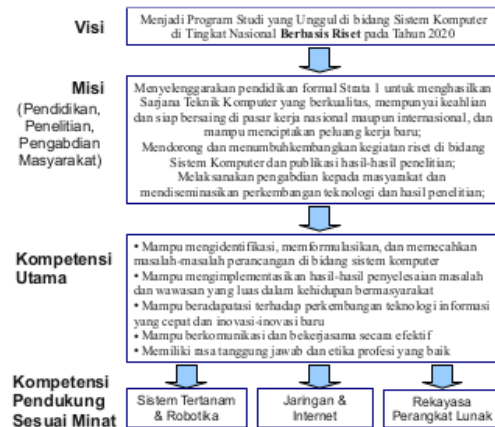 Visi
Menjadi Program Studi yang Unggul di bidang Sistem Komputer
di Tingkat Nasional Berbasis Riset pada Tahun 2020
Misi
(Pendidikan,
Penelitian,
Pengabdian
Masyarakat)
Menyelenggarakan pendidikan formal Strata 1 untuk menghasilkan
Sarjana Teknik Komputer yang berkualitas, mempunyai keahlian
dan siap bersaing di pasar kerja nasional maupun internasional, dan
mampu menciptakan peluang kerja baru;
Mendorong dan menumbuhkembangkan kegiatan riset di bidang
Sistem Komputer dan publikasi hasil-hasil penelitian;
Melaksanakan pengabdian kepada masyarakat dan
mendiseminasikan perkembangan teknologi dan hasil penelitian;
Kompetensi
Utama
• Mampu mengidentifikasi, memformulasikan, dan memecahkan
masalah-masalah perancangan di bidang sistem komputer
• Mampu mengimplementasikan hasil-hasil penyelesaian masalah
dan wawasan yang luas dalam kehidupan bermasyarakat
• Mampu beradapatasi terhadap perkembangan teknologi informasi
yang cepat dan inovasi-inovasi baru
• Mampu berkomunikasi dan bekerjasama secara efektif
• Memiliki rasa tanggung jawab dan etika profesi yang baik
Kompetensi
Pendukung
Sesuai Minat
Sistem Tertanam
& Robotika
Jaringan &
Internet
Rekayasa
Perangkat Lunak